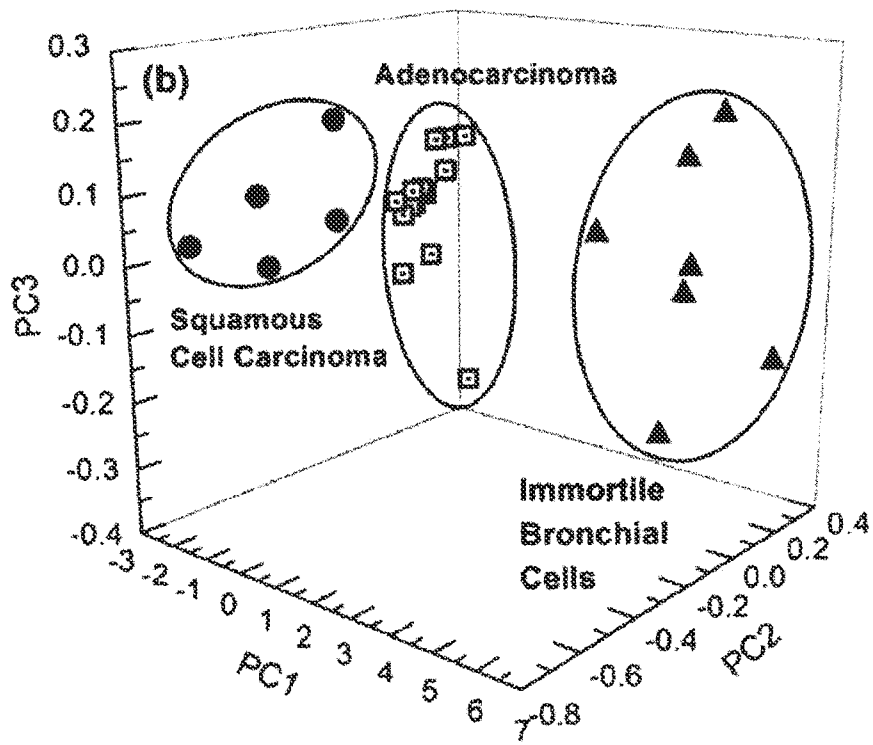 0.3
(b)
Adenocarcinoma
0.2
0.1
0.0
PC3
-0.1
Squamous
Cell Carcinoma
-0.2
-0.3
-0.4
Immortile
Bronchial
Cells
-3 -2 -1 0 1 2 3 4 5 6 7
PC1
-0.8 -0.6 -0.4 -0.2 0.0 0.2 0.4
PC2